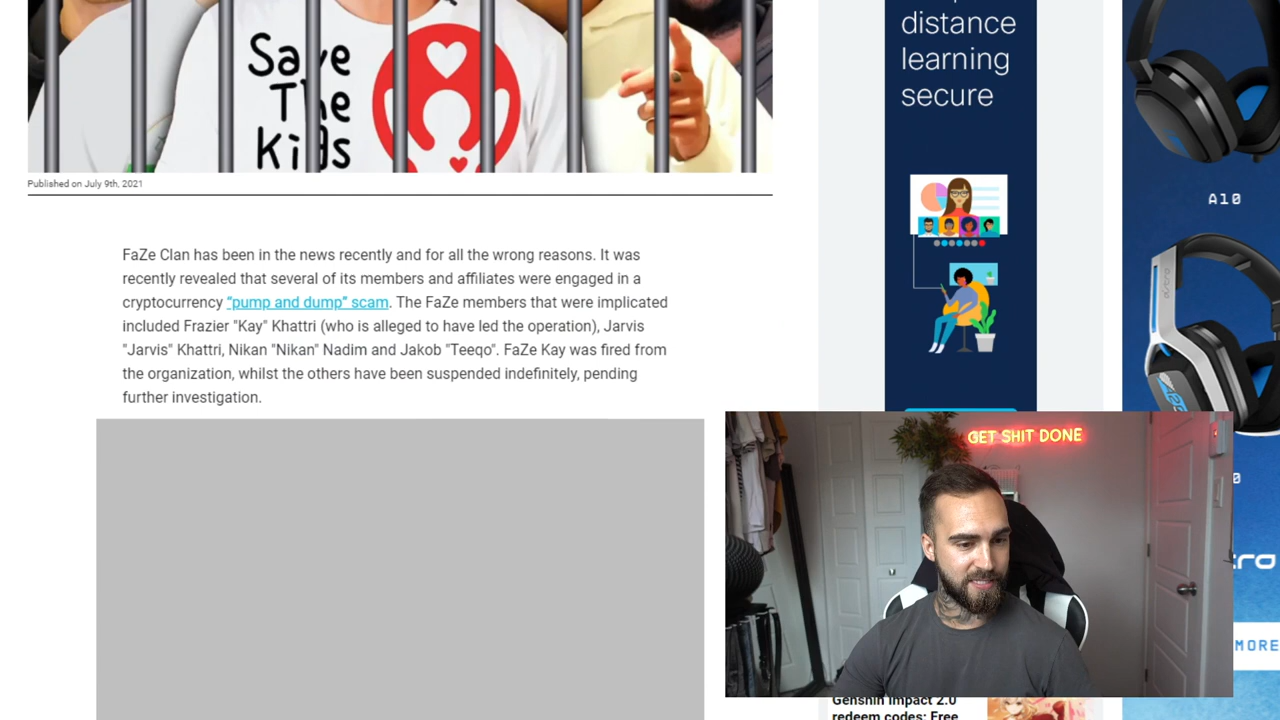 Save
The
Kids
Published on July 9th, 2021
FaZe Clan has been in the news recently and for all the wrong reasons. It was
recently revealed that several of its members and affiliates were engaged in a
cryptocurrency “pump and dump” scam. The FaZe members that were implicated
included Frazier "Kay" Khattri (who is alleged to have led the operation), Jarvis
"Jarvis" Khattri, Nikan "Nikan" Nadim and Jakob "Teeqo". FaZe Kay was fired from
the organization, whilst the others have been suspended indefinitely, pending
further investigation.
distance
learning
secure
A10
GET SHIT DONE
MORE
Genshin Impact 2.0
redeem codes: Free